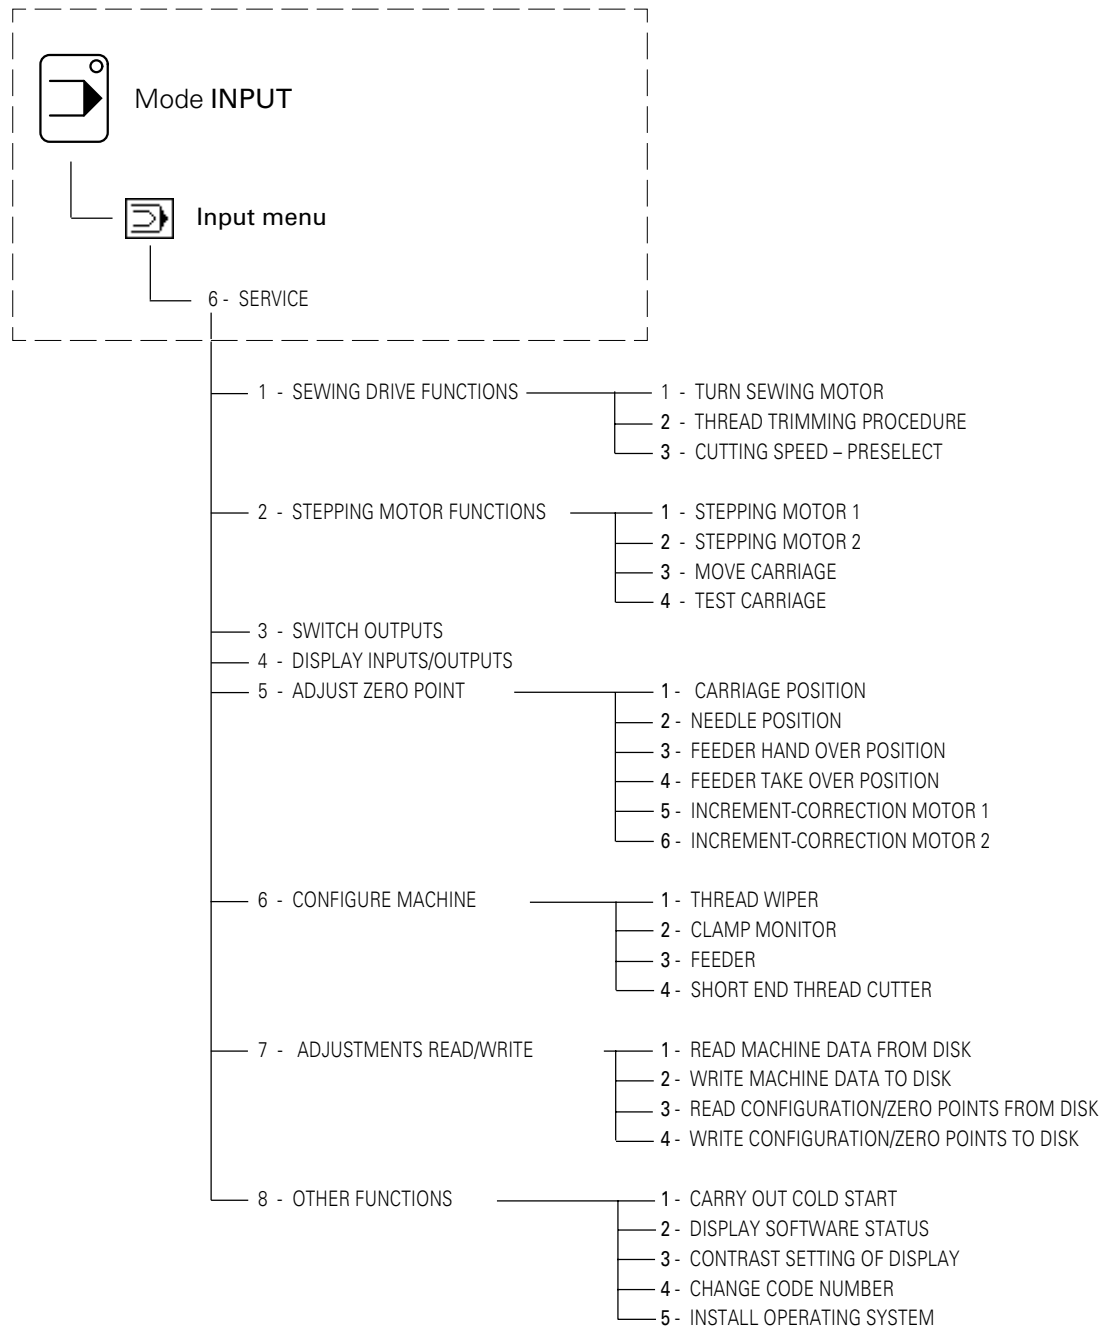 Mode INPUT
Input menu
6 - SERVICE
1 - SEWING DRIVE FUNCTIONS
1 - TURN SEWING MOTOR
2 - THREAD TRIMMING PROCEDURE
3 - CUTTING SPEED – PRESELECT
2 - STEPPING MOTOR FUNCTIONS
1 - STEPPING MOTOR 1
2 - STEPPING MOTOR 2
3 - MOVE CARRIAGE
4 - TEST CARRIAGE
3 - SWITCH OUTPUTS
4 - DISPLAY INPUTS/OUTPUTS
5 - ADJUST ZERO POINT
1 - CARRIAGE POSITION
2 - NEEDLE POSITION
3 - FEEDER HAND OVER POSITION
4 - FEEDER TAKE OVER POSITION
5 - INCREMENT-CORRECTION MOTOR 1
6 - INCREMENT-CORRECTION MOTOR 2
6 - CONFIGURE MACHINE
1 - THREAD WIPER
2 - CLAMP MONITOR
3 - FEEDER
4 - SHORT END THREAD CUTTER
7 - ADJUSTMENTS READ/WRITE
1 - READ MACHINE DATA FROM DISK
2 - WRITE MACHINE DATA TO DISK
3 - READ CONFIGURATION/ZERO POINTS FROM DISK
4 - WRITE CONFIGURATION/ZERO POINTS TO DISK
8 - OTHER FUNCTIONS
1 - CARRY OUT COLD START
2 - DISPLAY SOFTWARE STATUS
3 - CONTRAST SETTING OF DISPLAY
4 - CHANGE CODE NUMBER
5 - INSTALL OPERATING SYSTEM